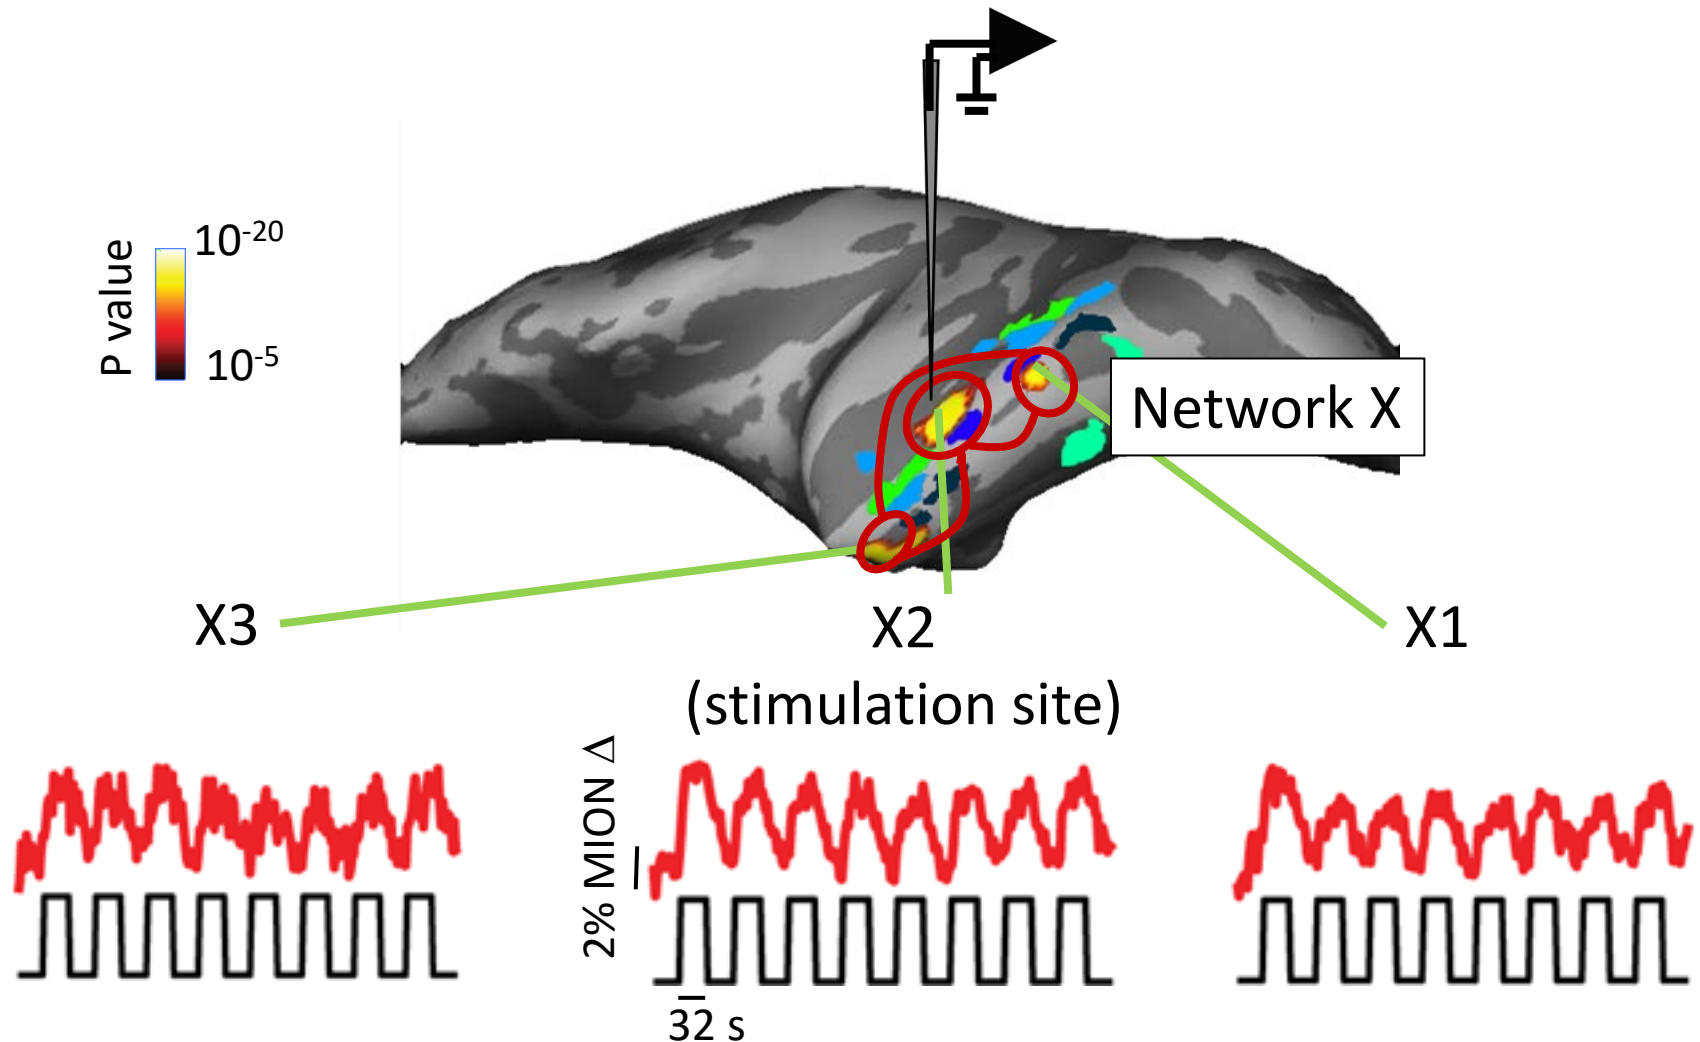 10-20
P value
10-5
Network X
X3
X2
X1
(stimulation site)
2% MION Δ
32 s